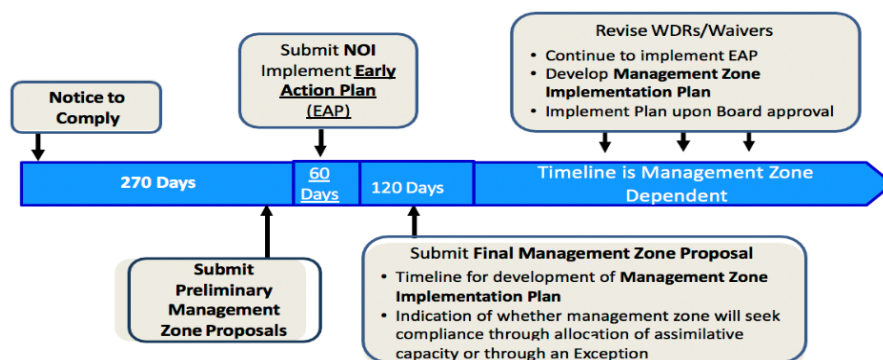 Notice to
Comply
Submit NOI
Implement Early
Action Plan
(EAP)
Revise WDRs/Waivers
• Continue to implement EAP
• Develop Management Zone
Implementation Plan
• Implement Plan upon Board approval
270 Days
60
Days
120 Days
Timeline is Management Zone
Dependent
Submit
Preliminary
Management
Zone Proposals
Submit Final Management Zone Proposal
• Timeline for development of Management Zone
Implementation Plan
• Indication of whether management zone will seek
compliance through allocation of assimilative
capacity or through an Exception